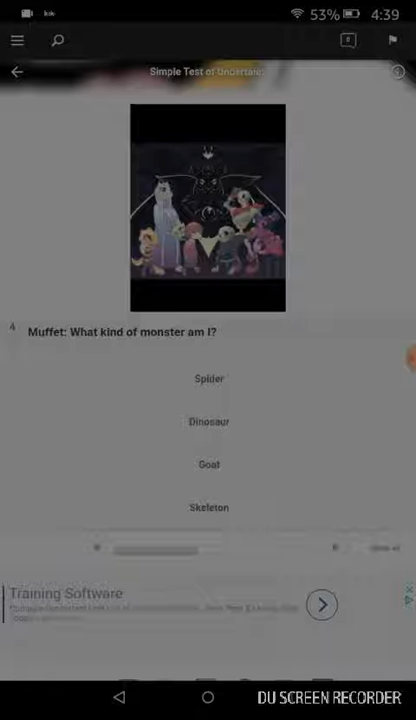 53% 4:39
Simple Test of Undertale
4 Muffet: What kind of monster am I?
Spider
Dinosaur
Goat
Skeleton
Training Software
DU SCREEN RECORDER